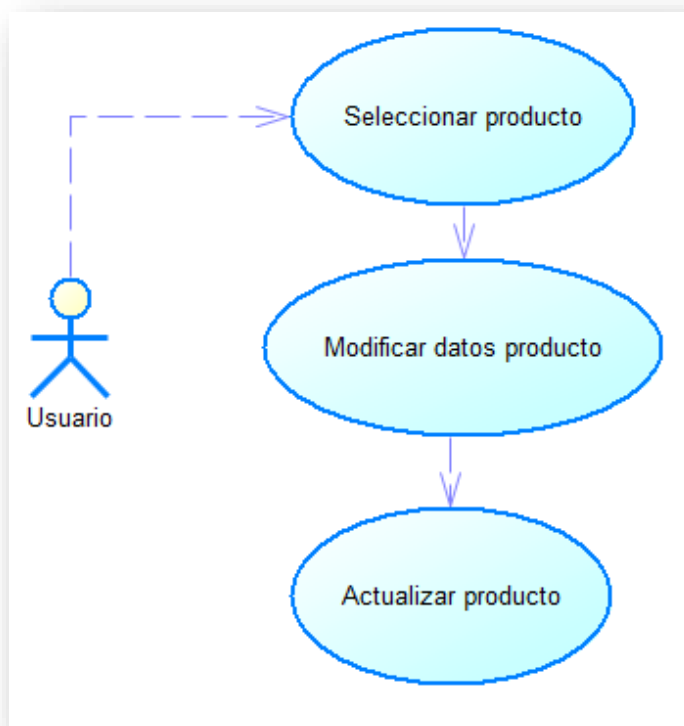 Seleccionar producto
Modificar datos producto
Usuario
Actualizar producto